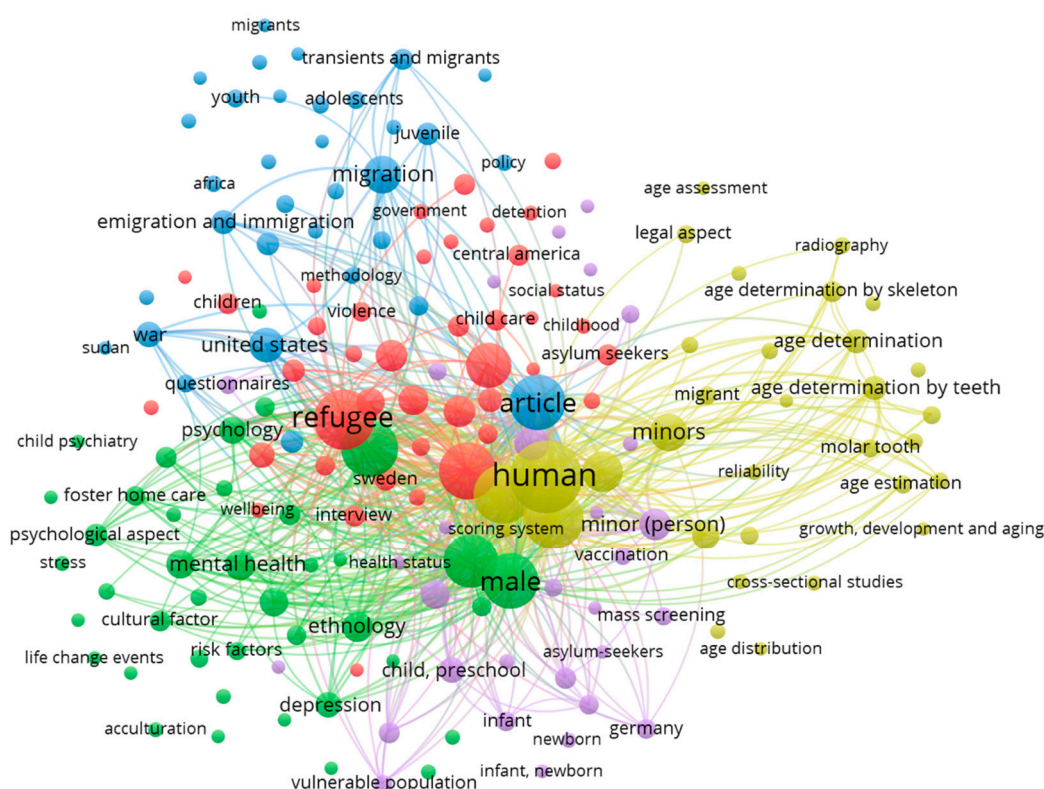 migrants
transients and migrants
youth
adolescents
juvenile
policy
migration
africa
age assessment
government
detention
emigration and immigration
legal aspect
radiography
central america
methodology
social status
age determination by skeleton
children
violence
child care
childhood
war
sudan
united states
asylum seekers
age determination
questionnaires
article
migrant
age determination by teeth
refugee
psychology
minors
child psychiatry
molar tooth
sweden
human
reliability
age estimation
foster home care
wellbeing
interview
psychological aspect
scoring system
minor (person)
growth, development and aging
stress
mental health
health status
vaccination
male
cross-sectional studies
cultural factor
ethnology
mass screening
life change events
risk factors
asylum-seekers
age distribution
child, preschool
depression
acculturation
infant
germany
newborn
infant, newborn
vulnerable population